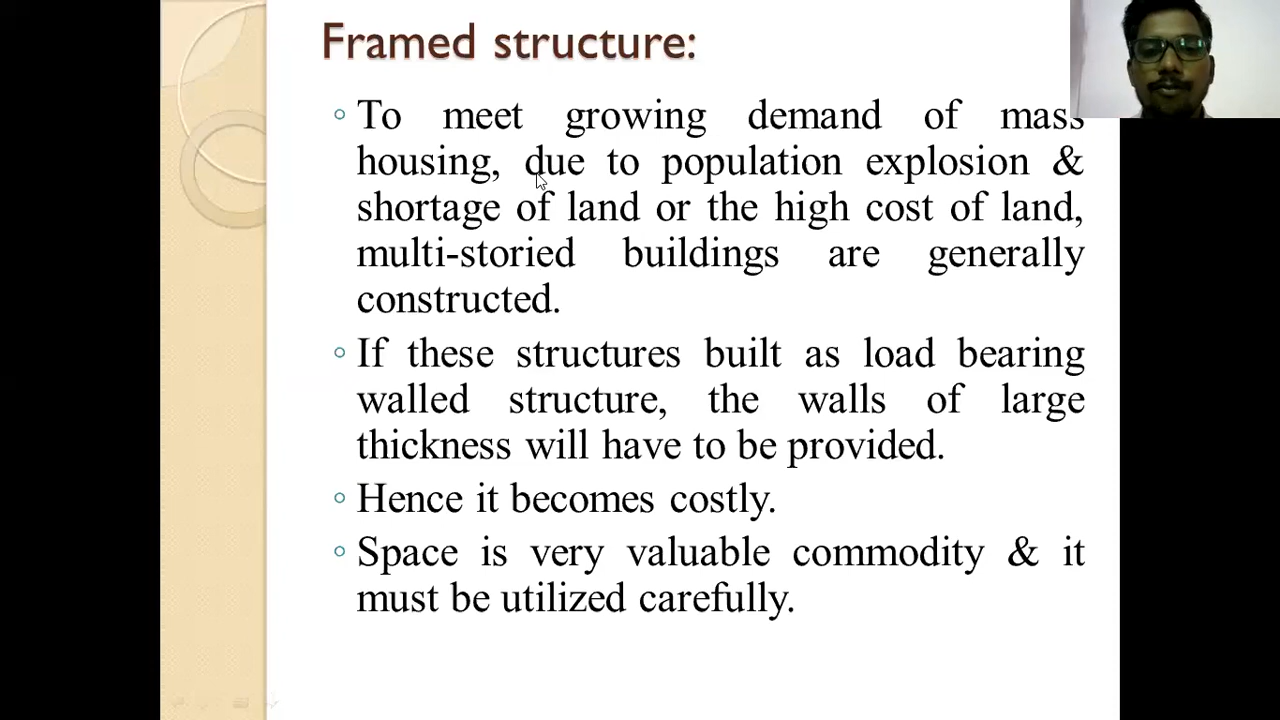 Framed structure:
To meet growing demand of mass
housing, due to population explosion &
shortage of land or the high cost of land,
multi-storied buildings are generally
constructed.
If these structures built as load bearing
walled structure, the walls of large
thickness will have to be provided.
Hence it becomes costly.
Space is very valuable commodity & it
must be utilized carefully.